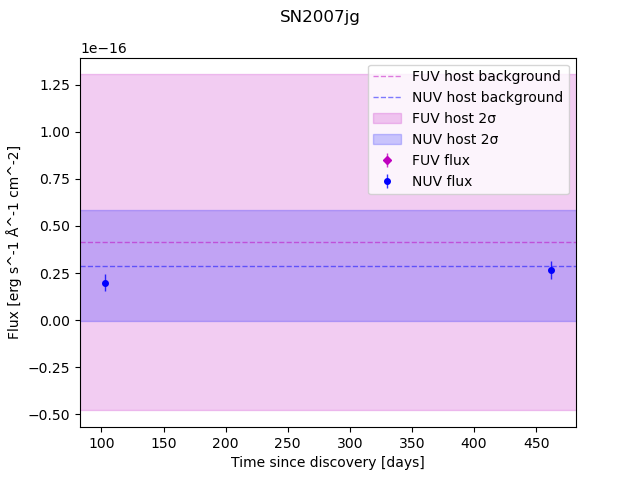 SN2007jg
1e−16
FUV host background
NUV host background
FUV host 2σ
NUV host 2σ
FUV flux
NUV flux
1.25
1.00
0.75
0.50
0.25
0.00
−0.25
−0.50
Flux [erg s^-1 Å^-1 cm^-2]
100 150 200 250 300 350 400 450
Time since discovery [days]